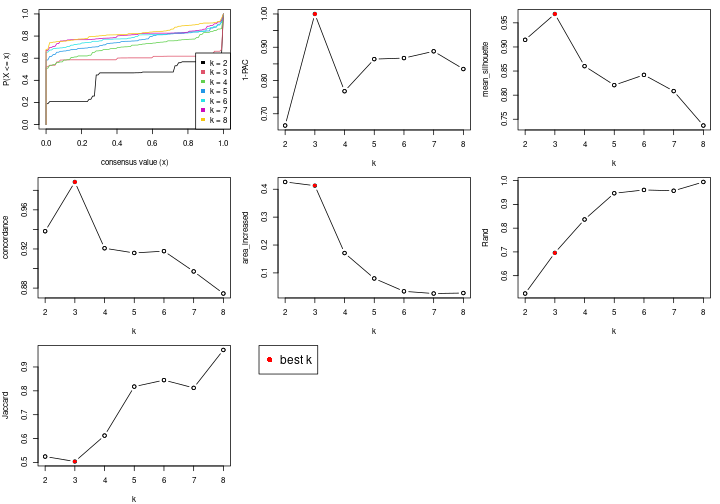 P(X <= x)
1.0
0.8
0.6
0.4
0.2
0.0
k = 2
k = 3
k = 4
k = 5
k = 6
k = 7
k = 8
0.0 0.2 0.4 0.6 0.8 1.0
consensus value (x)
1-PAC
1.00
0.90
0.80
0.70
2 3 4 5 6 7 8
k
mean_silhouette
0.95
0.90
0.85
0.80
0.75
2 3 4 5 6 7 8
k
concordance
0.96
0.92
0.88
2 3 4 5 6 7 8
k
area_increased
0.4
0.3
0.2
0.1
2 3 4 5 6 7 8
k
Rand
1.0
0.9
0.8
0.7
0.6
2 3 4 5 6 7 8
k
Jaccard
0.9
0.8
0.7
0.6
0.5
2 3 4 5 6 7 8
k
best k